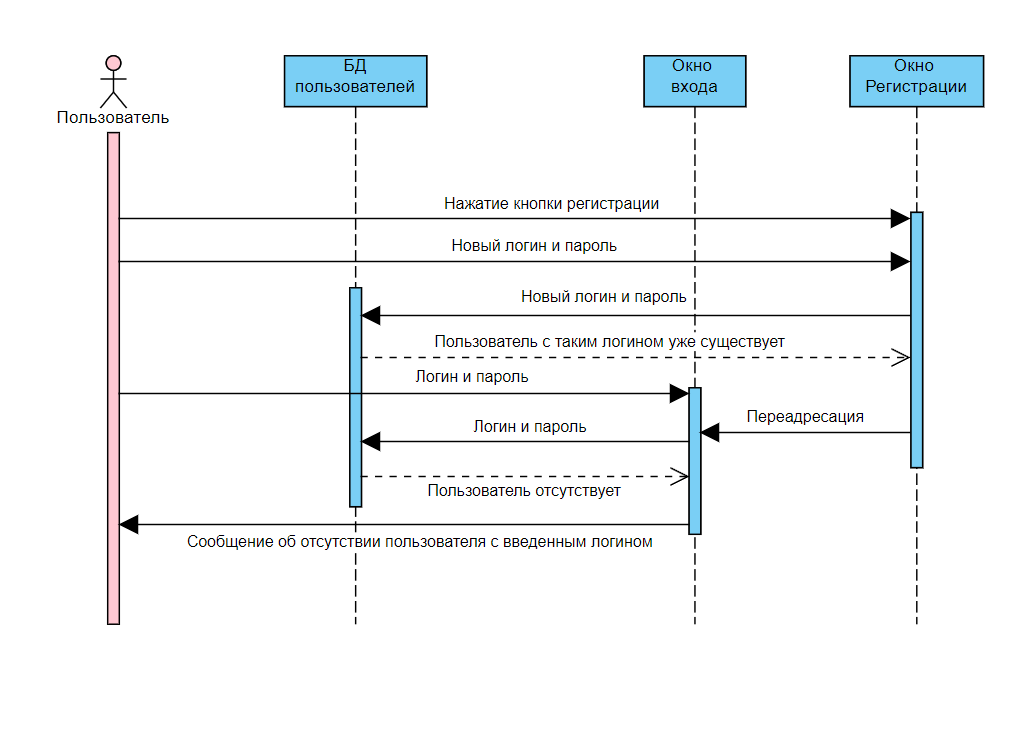 Пользователь
БД
пользователей
Окно
входа
Окно
Регистрации
Нажатие кнопки регистрации
Новый логин и пароль
Новый логин и пароль
Пользователь с таким логином уже существует
Логин и пароль
Переадресация
Логин и пароль
Пользователь отсутствует
Сообщение об отсутствии пользователя с введенным логином